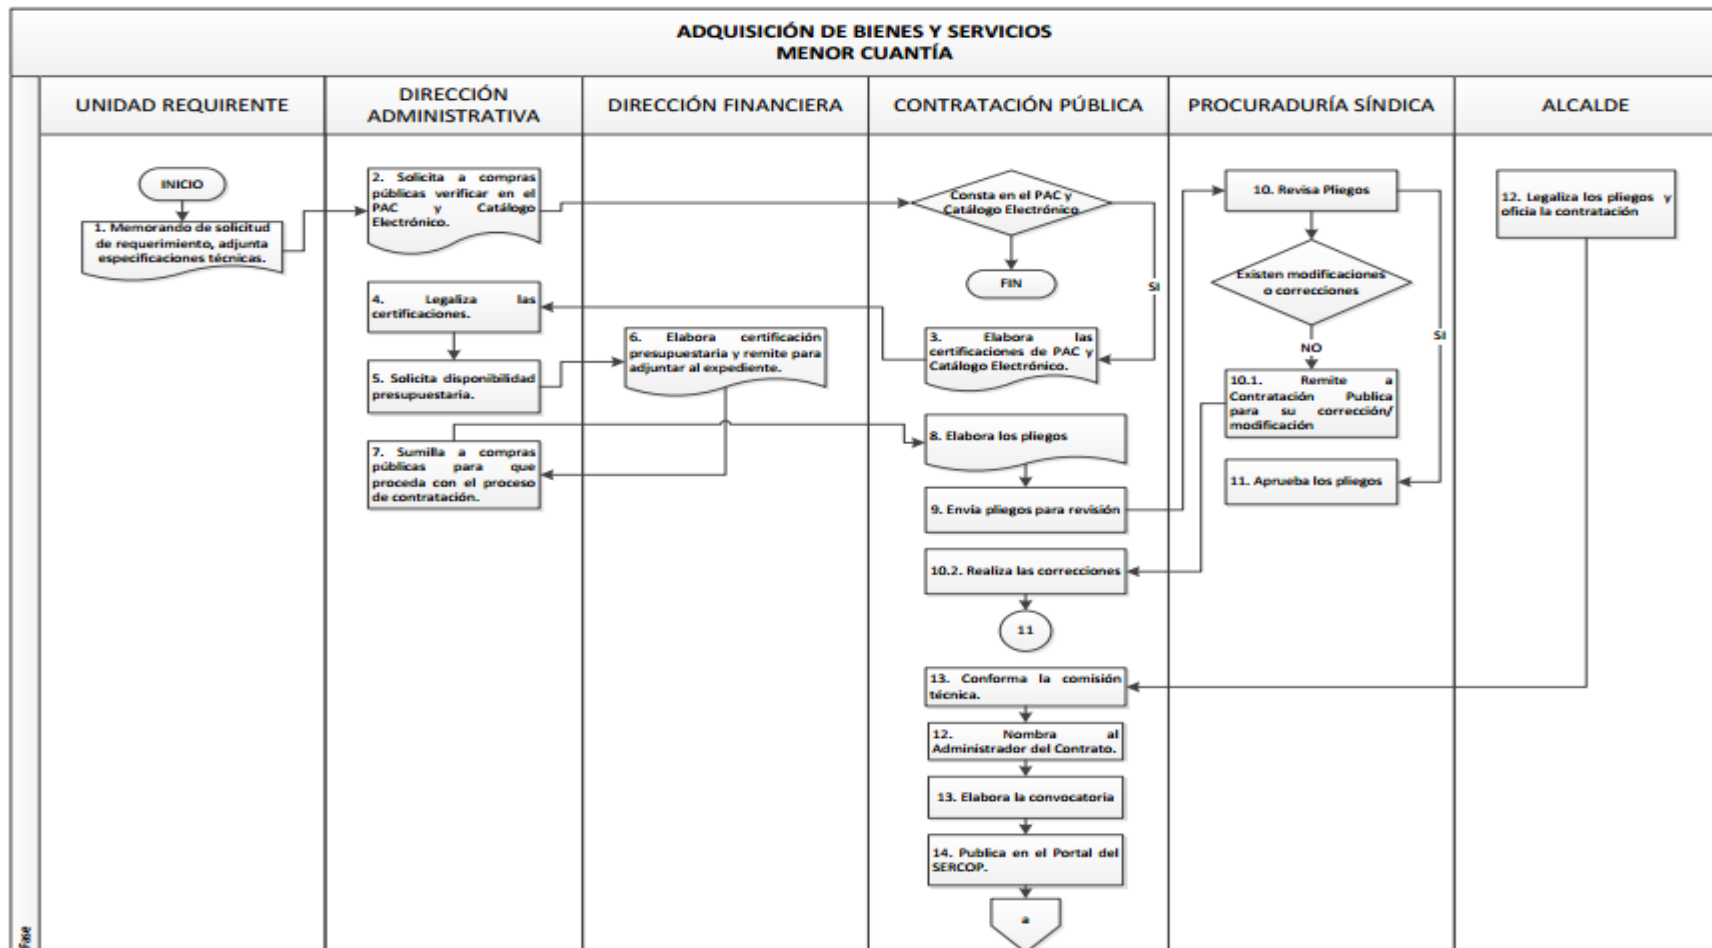 ADQUISICIÓN DE BIENES Y SERVICIOS
MENOR CUANTÍA
UNIDAD REQUIRENTE
DIRECCIÓN
ADMINISTRATIVA
DIRECCIÓN FINANCIERA
CONTRATACIÓN PÚBLICA
PROCURADURÍA SÍNDICA
ALCALDE
INICIO
1. Memorando de solicitud
de requerimiento, adjunta
especificaciones técnicas.
2. Solicita a compras
públicas verificar en el
PAC y Catálogo
Electrónico.
Consta en el PAC y
Catálogo Electrónico
FIN
SI
10. Revisa Pliegos
12. Legaliza los pliegos y
oficia la contratación
Existen modificaciones
o correcciones
NO
SI
4. Legaliza las
certificaciones.
6. Elabora certificación
presupuestaria y remite para
adjuntar al expediente.
3. Elabora las
certificaciones de PAC y
Catálogo Electrónico.
5. Solicita disponibilidad
presupuestaria.
10.1. Remite a
Contratación Publica
para su corrección/
modificación
7. Sumilla a compras
públicas para que
proceda con el proceso
de contratación.
8. Elabora los pliegos
11. Aprueba los pliegos
9. Envia pliegos para revisión
10.2. Realiza las correcciones
11
13. Conforma la comisión
técnica.
12. Nombra al
Administrador del Contrato.
13. Elabora la convocatoria
14. Publica en el Portal del
SERCOP.
a
Fase